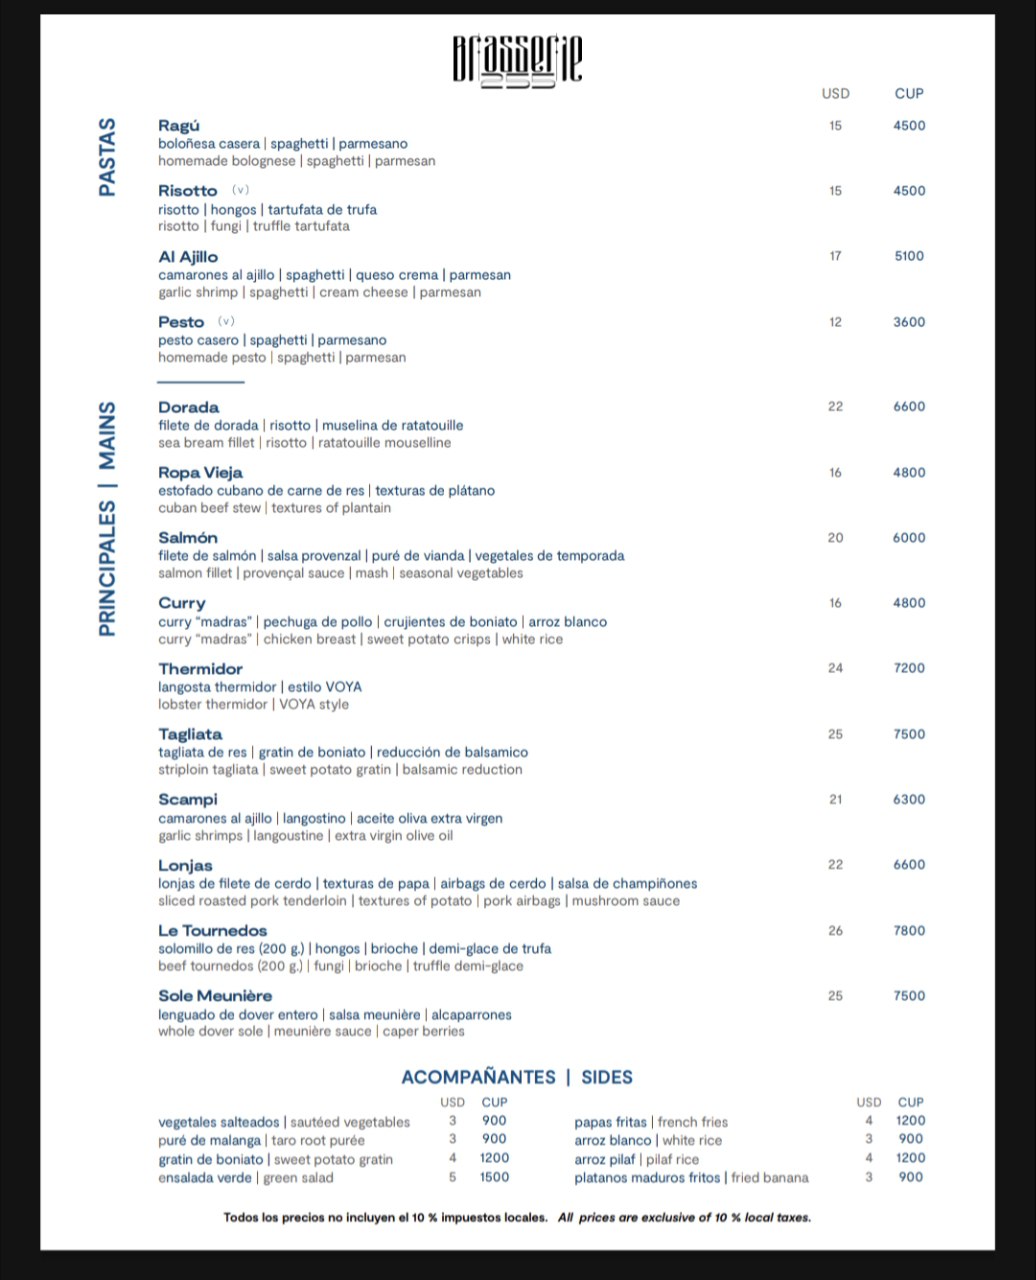 Brasserie
255
USD CUP
PASTAS
Ragú 15 4500
boloñesa casera | spaghetti | parmesano
homemade bolognese | spaghetti | parmesan
Risotto (v) 15 4500
risotto | hongos | tartufata de trufa
risotto | fungi | truffle tartufata
Al Ajillo 17 5100
camarones al ajillo | spaghetti | queso crema | parmesan
garlic shrimp | spaghetti | cream cheese | parmesan
Pesto (v) 12 3600
pesto casero | spaghetti | parmesano
homemade pesto | spaghetti | parmesan
PRINCIPALES | MAINS
Dorada 22 6600
filete de dorada | risotto | muselina de ratatouille
sea bream fillet | risotto | ratatouille mouselline
Ropa Vieja 16 4800
estofado cubano de carne de res | texturas de plátano
cuban beef stew | textures of plantain
Salmón 20 6000
filete de salmón | salsa provenzal | puré de vianda | vegetales de temporada
salmon fillet | provençal sauce | mash | seasonal vegetables
Curry 16 4800
curry "madras" | pechuga de pollo | crujientes de boniato | arroz blanco
curry "madras" | chicken breast | sweet potato crisps | white rice
Thermidor 24 7200
langosta thermidor | estilo VOYA
lobster thermidor | VOYA style
Tagliata 25 7500
tagliata de res | gratin de boniato | reducción de balsamico
striploin tagliata | sweet potato gratin | balsamic reduction
Scampi 21 6300
camarones al ajillo | langostino | aceite oliva extra virgen
garlic shrimps | langoustine | extra virgin olive oil
Lonjas 22 6600
lonjas de filete de cerdo | texturas de papa | airbags de cerdo | salsa de champiñones
sliced roasted pork tenderloin | textures of potato | pork airbags | mushroom sauce
Le Tournedos 26 7800
solomillo de res (200 g.) | hongos | brioche | demi-glace de trufa
beef tournedos (200 g.) | fungi | brioche | truffle demi-glace
Sole Meunière 25 7500
lenguado de dover entero | salsa meunière | alcaparrones
whole dover sole | meunière sauce | caper berries
ACOMPAÑANTES | SIDES
USD CUP USD CUP
vegetales salteados | sautéed vegetables 3 900 papas fritas | french fries 4 1200
puré de malanga | taro root purée 3 900 arroz blanco | white rice 3 900
gratin de boniato | sweet potato gratin 4 1200 arroz pilaf | pilaf rice 4 1200
ensalada verde | green salad 5 1500 platanos maduros fritos | fried banana 3 900
Todos los precios no incluyen el 10 % impuestos locales. All prices are exclusive of 10 % local taxes.